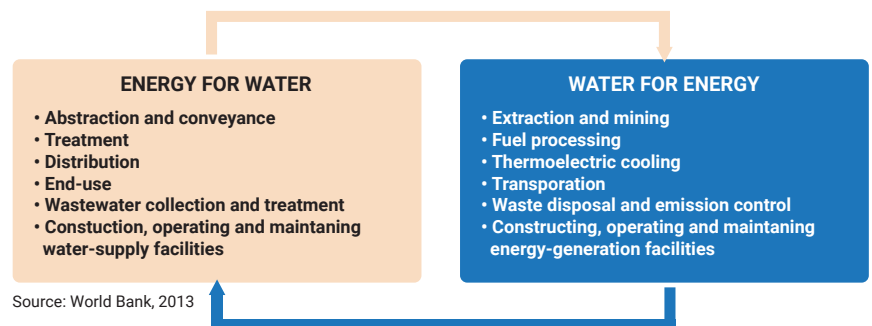 ENERGY FOR WATER
• Abstraction and conveyance
• Treatment
• Distribution
• End-use
• Wastewater collection and treatment
• Constuction, operating and maintaning
water-supply facilities
WATER FOR ENERGY
• Extraction and mining
• Fuel processing
• Thermoelectric cooling
• Transporation
• Waste disposal and emission control
• Constructing, operating and maintaning
energy-generation facilities
Source: World Bank, 2013